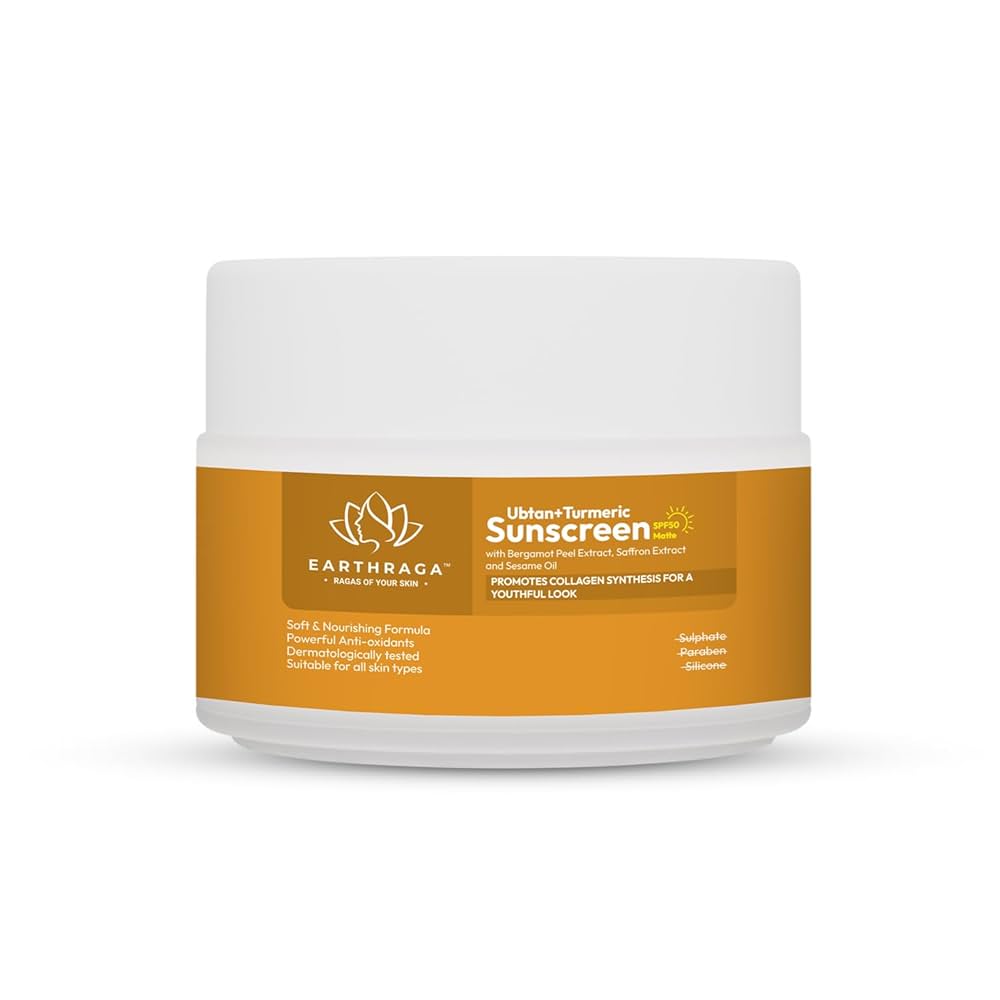 EARTHRAGA™
• RAGAS OF YOUR SKIN •
Ubtan+Turmeric
Sunscreen
SPF50
Matte
with Bergamot Peel Extract, Saffron Extract
and Sesame Oil
PROMOTES COLLAGEN SYNTHESIS FOR A
YOUTHFUL LOOK
Soft & Nourishing Formula
Powerful Anti-oxidants
Dermatologically tested
Suitable for all skin types
Sulphate
Paraben
Silicone